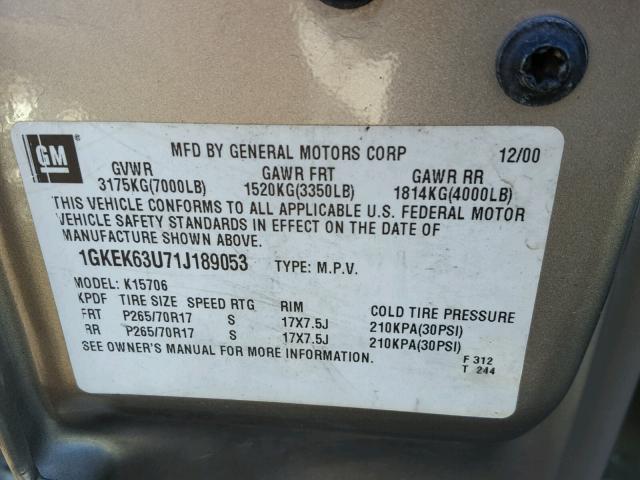 GM
MFD BY GENERAL MOTORS CORP 12/00
GVWR GAWR FRT GAWR RR
3175KG(7000LB) 1520KG(3350LB) 1814KG(4000LB)
THIS VEHICLE CONFORMS TO ALL APPLICABLE U.S. FEDERAL MOTOR
VEHICLE SAFETY STANDARDS IN EFFECT ON THE DATE OF
MANUFACTURE SHOWN ABOVE.
1GKEK63U71J189053 TYPE: M.P.V.
MODEL: K15706
KPDF TIRE SIZE SPEED RTG RIM COLD TIRE PRESSURE
FRT P265/70R17 S 17X7.5J 210KPA(30PSI)
RR P265/70R17 S 17X7.5J 210KPA(30PSI)
SEE OWNER'S MANUAL FOR MORE INFORMATION.
F 312
T 244